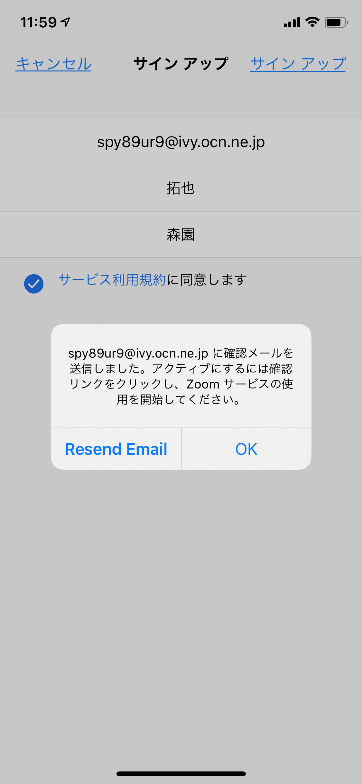 11:59
キャンセル サイン アップ サイン アップ
spy89ur9@ivy.ocn.ne.jp
拓也
森園
サービス利用規約に同意します
spy89ur9@ivy.ocn.ne.jp に確認メールを
送信しました。アクティブにするには確認
リンクをクリックし、Zoom サービスの使
用を開始してください。
Resend Email OK